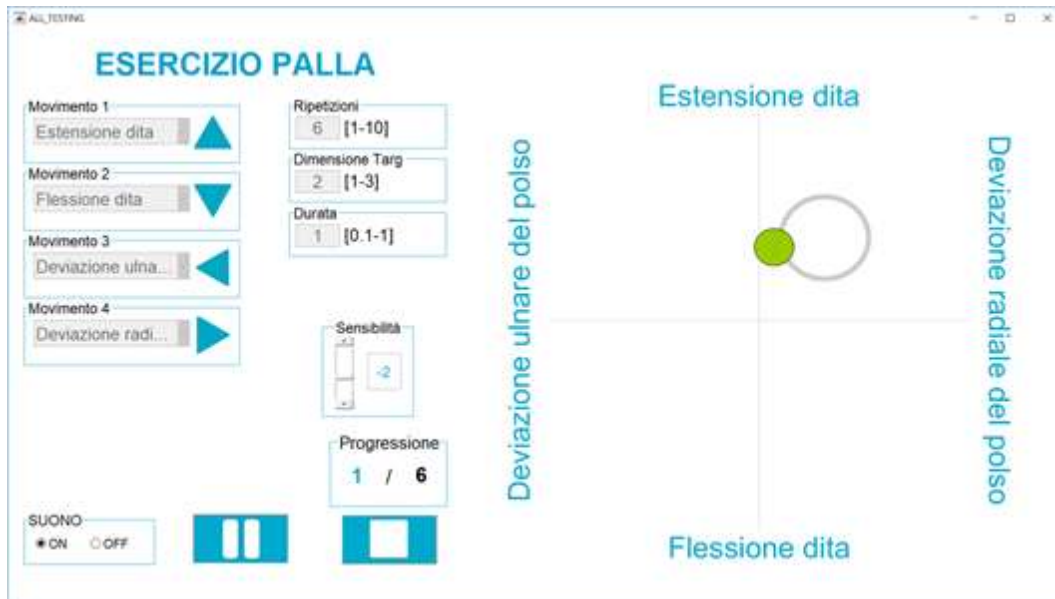 ALL_TESTING
ESERCIZIO PALLA
Movimento 1
Estensione dita
Movimento 2
Flessione dita
Movimento 3
Deviazione ulna...
Movimento 4
Deviazione radi...
Ripetizioni
6 [1-10]
Dimensione Targ
2 [1-3]
Durata
1 [0.1-1]
Sensibilità
-2
Progressione
1 / 6
SUONO
ON OFF
Estensione dita
Deviazione ulnare del polso
Deviazione radiale del polso
Flessione dita